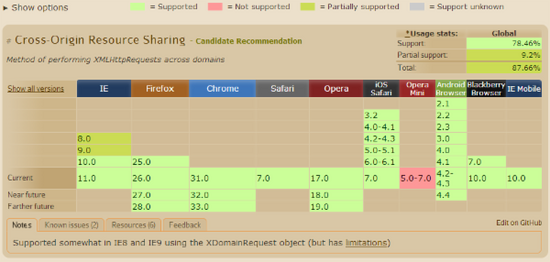 ► Show options
= Supported = Not supported = Partially supported = Support unknown
# Cross-Origin Resource Sharing - Candidate Recommendation
Method of performing XMLHttpRequests across domains
*Usage stats: Global
Support: 78.46%
Partial support: 9.2%
Total: 87.66%
Show all versions IE Firefox Chrome Safari Opera iOS Safari Opera Mini Android Browser Blackberry Browser IE Mobile
2.1
3.2 2.2
4.0-4.1 2.3
8.0 4.2-4.3 3.0
9.0 5.0-5.1 4.0
10.0 25.0 6.0-6.1 4.1 7.0
Current 11.0 26.0 31.0 7.0 17.0 7.0 5.0-7.0 4.2-4.3 10.0 10.0
Near future 27.0 32.0 18.0 4.4
Farther future 28.0 33.0 19.0
Notes Known issues (2) Resources (6) Feedback Edit on GitHub
Supported somewhat in IE8 and IE9 using the XDomainRequest object (but has limitations)